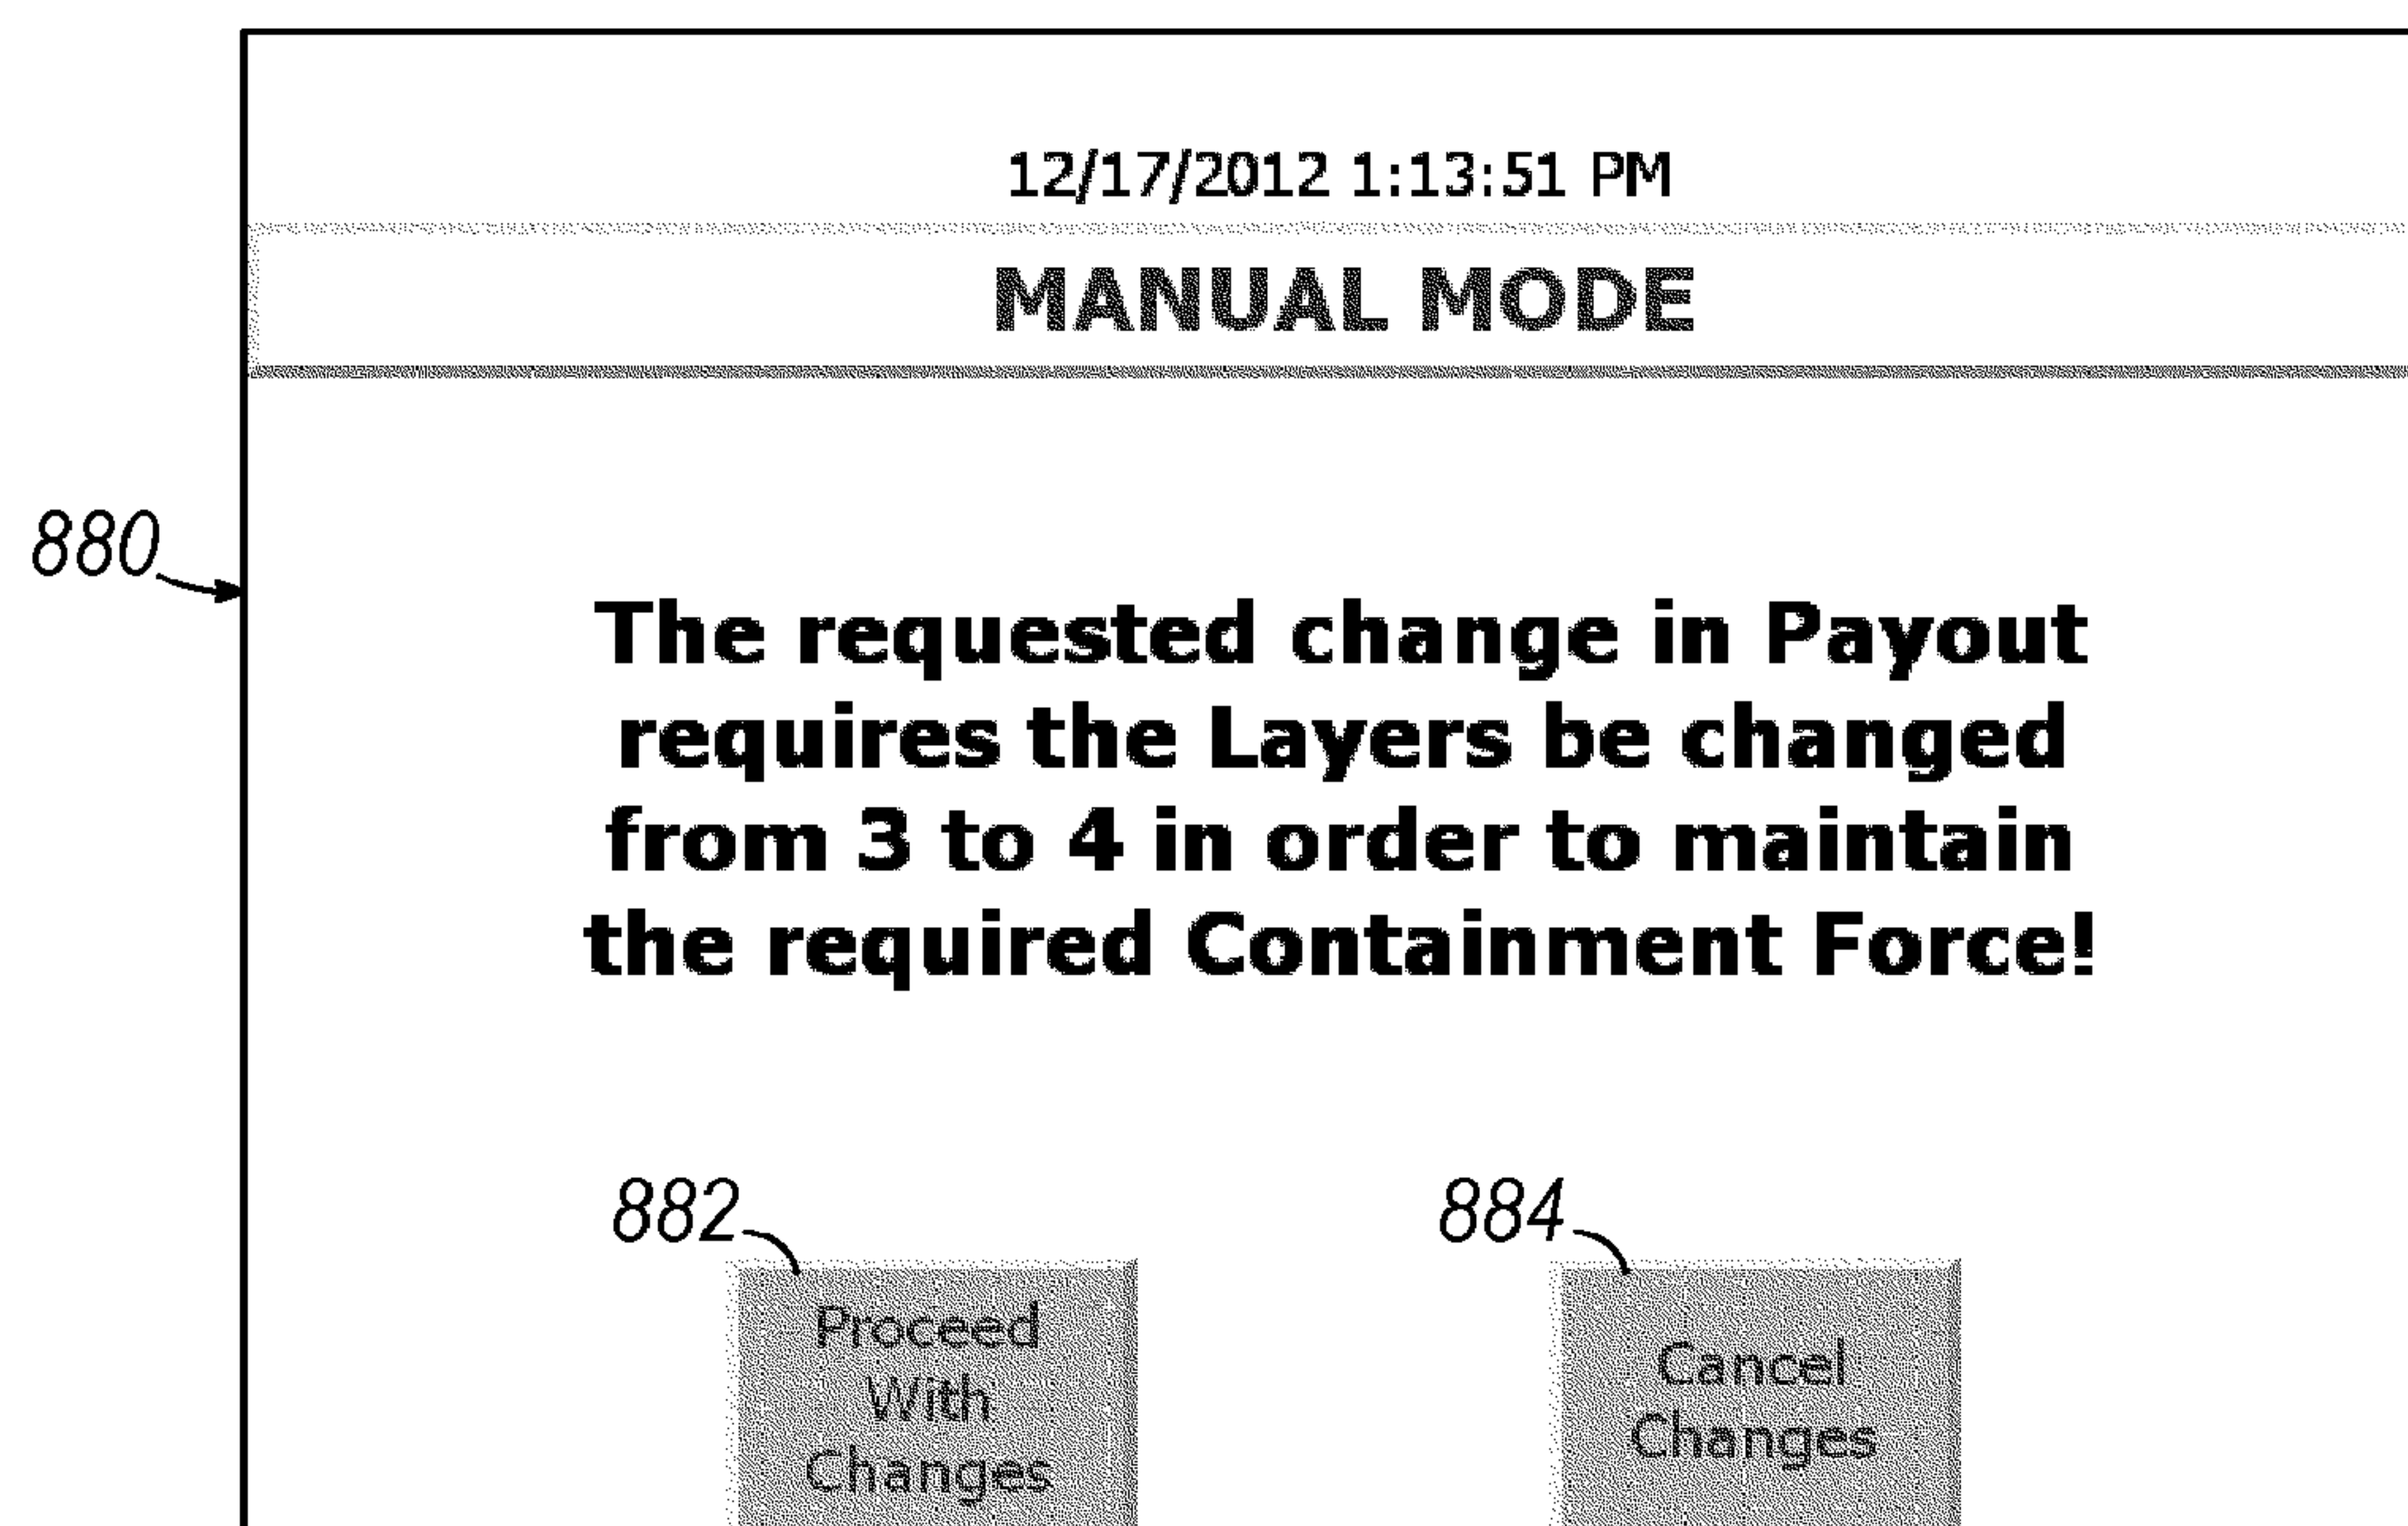 12/17/2012 1:13:51 PM
MANUAL MODE
880
The requested change in Payout
requires the Layers be changed
from 3 to 4 in order to maintain
the required Containment Force!
882
884
Proceed
With
Changes
Cancel
Changes